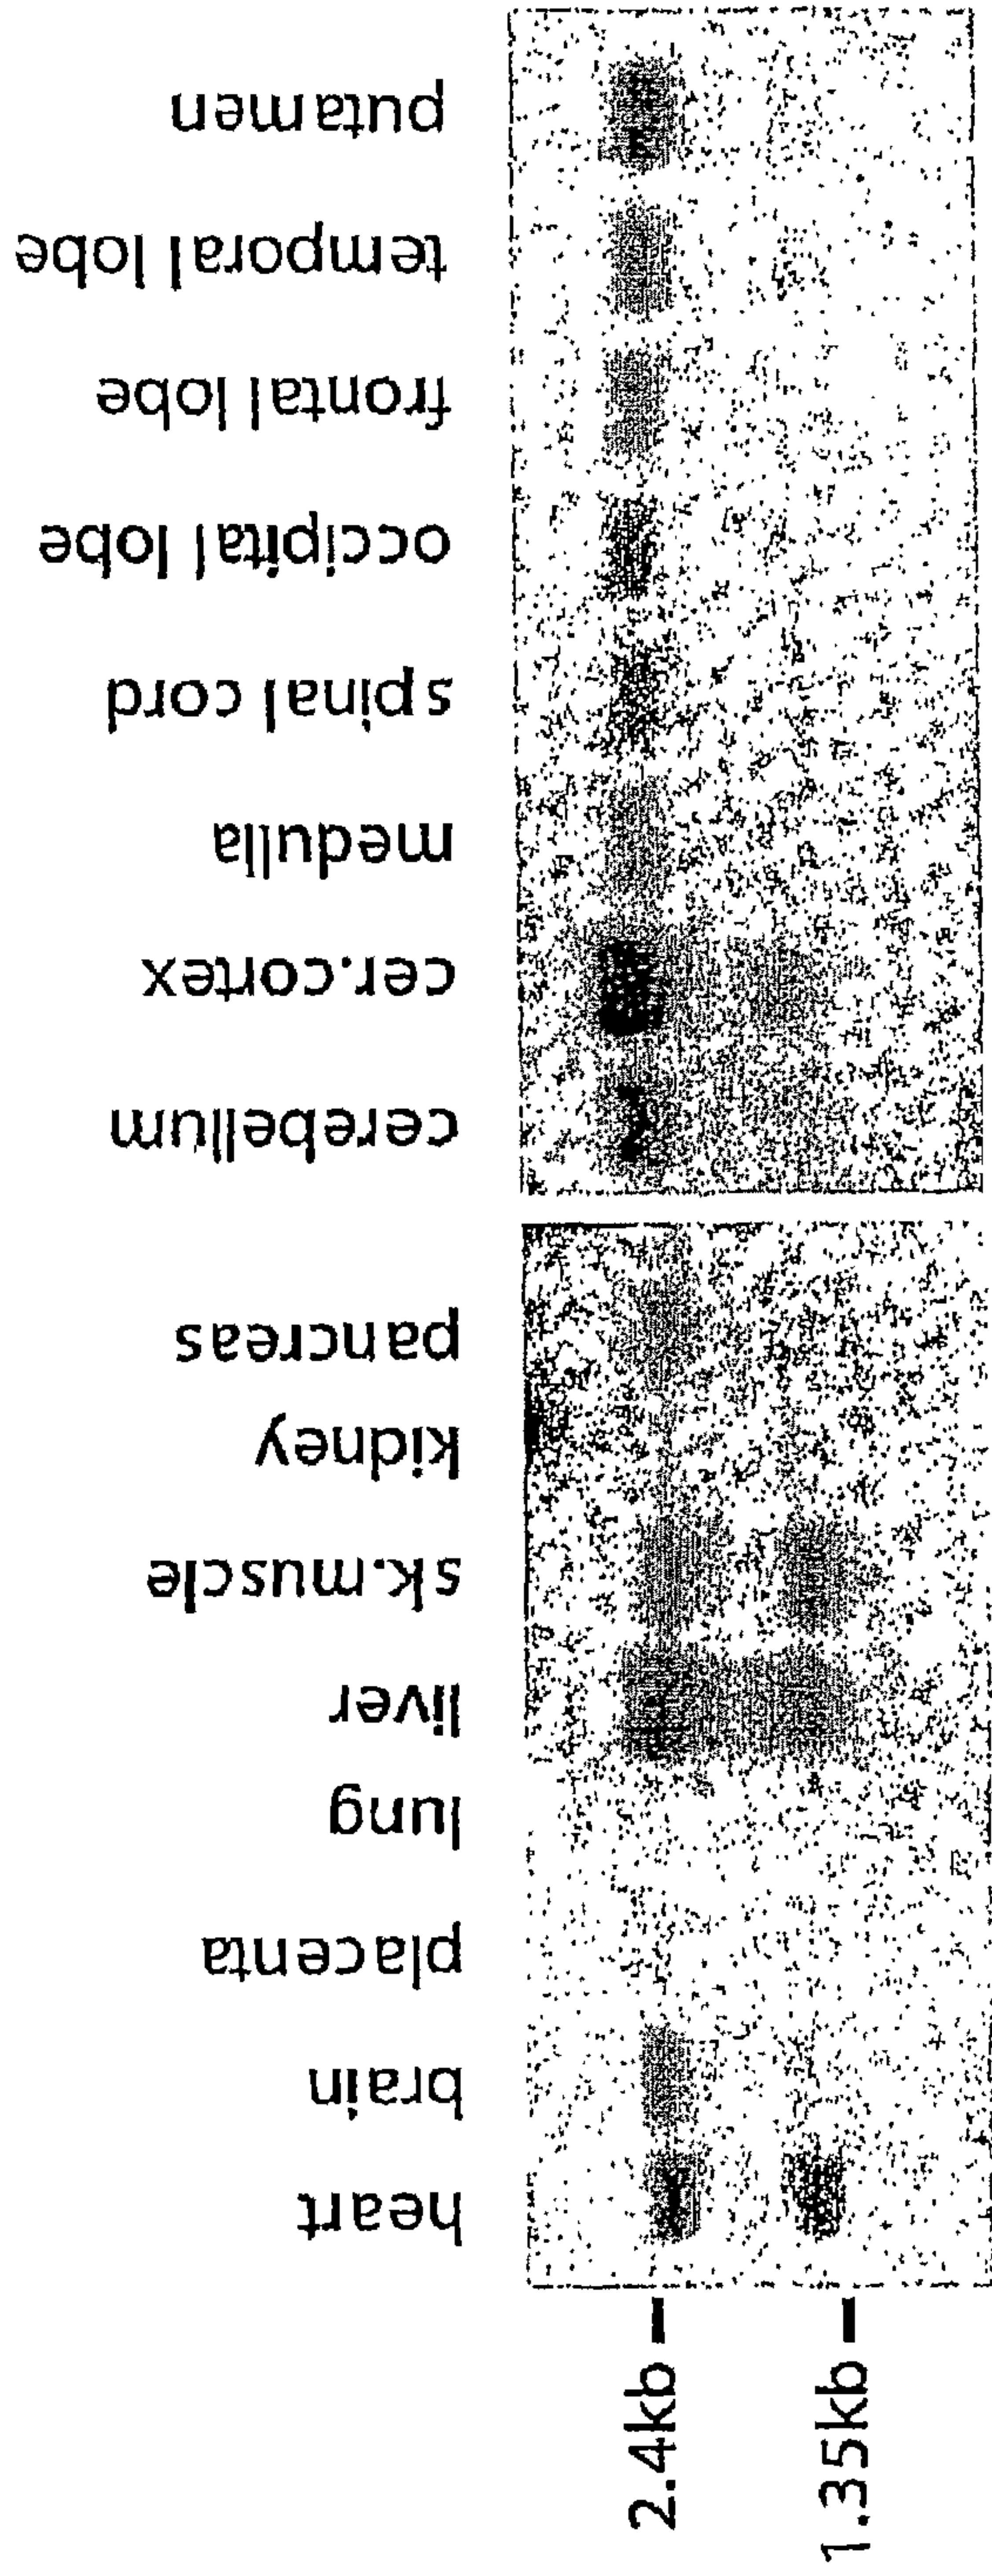 putamen
temporal lobe
frontal lobe
occipital lobe
spinal cord
medulla
cer.cortex
cerebellum
pancreas
kidney
sk.muscle
liver
lung
placenta
brain
heart
2.4kb
1.35kb